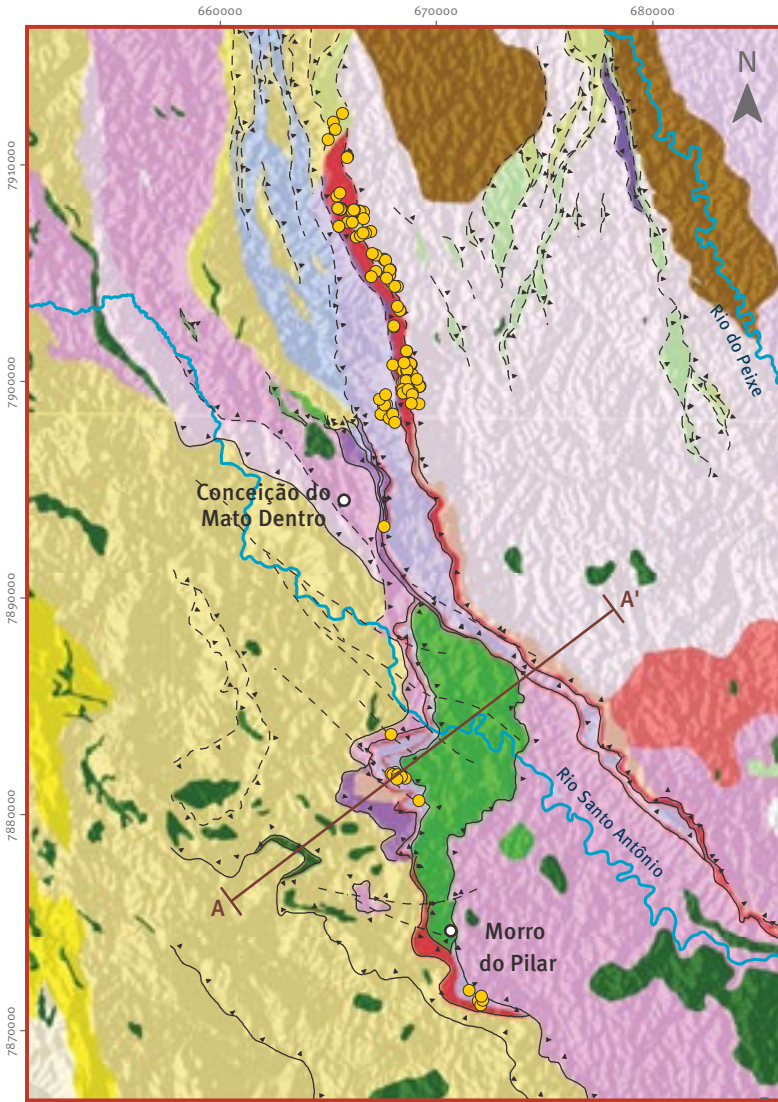 660000
670000
680000
N
7910000
Rio do Peixe
7900000
Conceição do
Mato Dentro
7890000
A'
Rio Santo Antônio
7880000
A
Morro
do Pilar
7870000